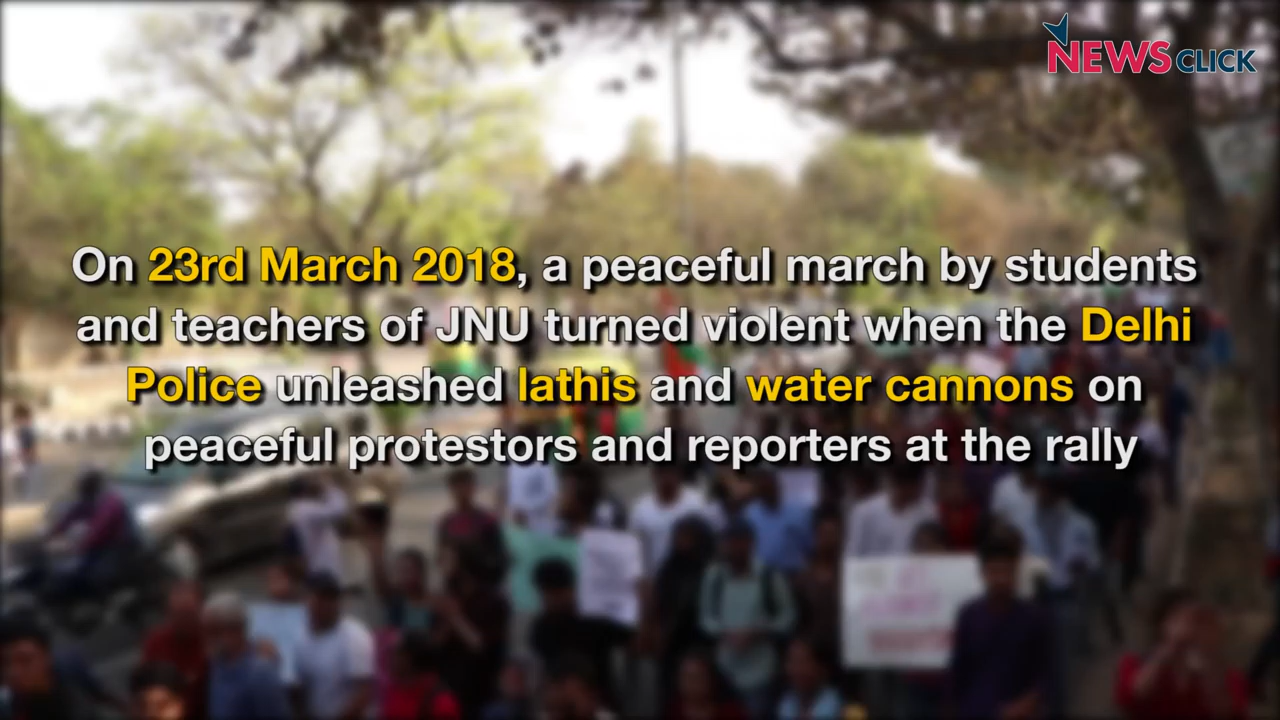 NEWSCLICK
On 23rd March 2018, a peaceful march by students
and teachers of JNU turned violent when the Delhi
Police unleashed lathis and water cannons on
peaceful protestors and reporters at the rally